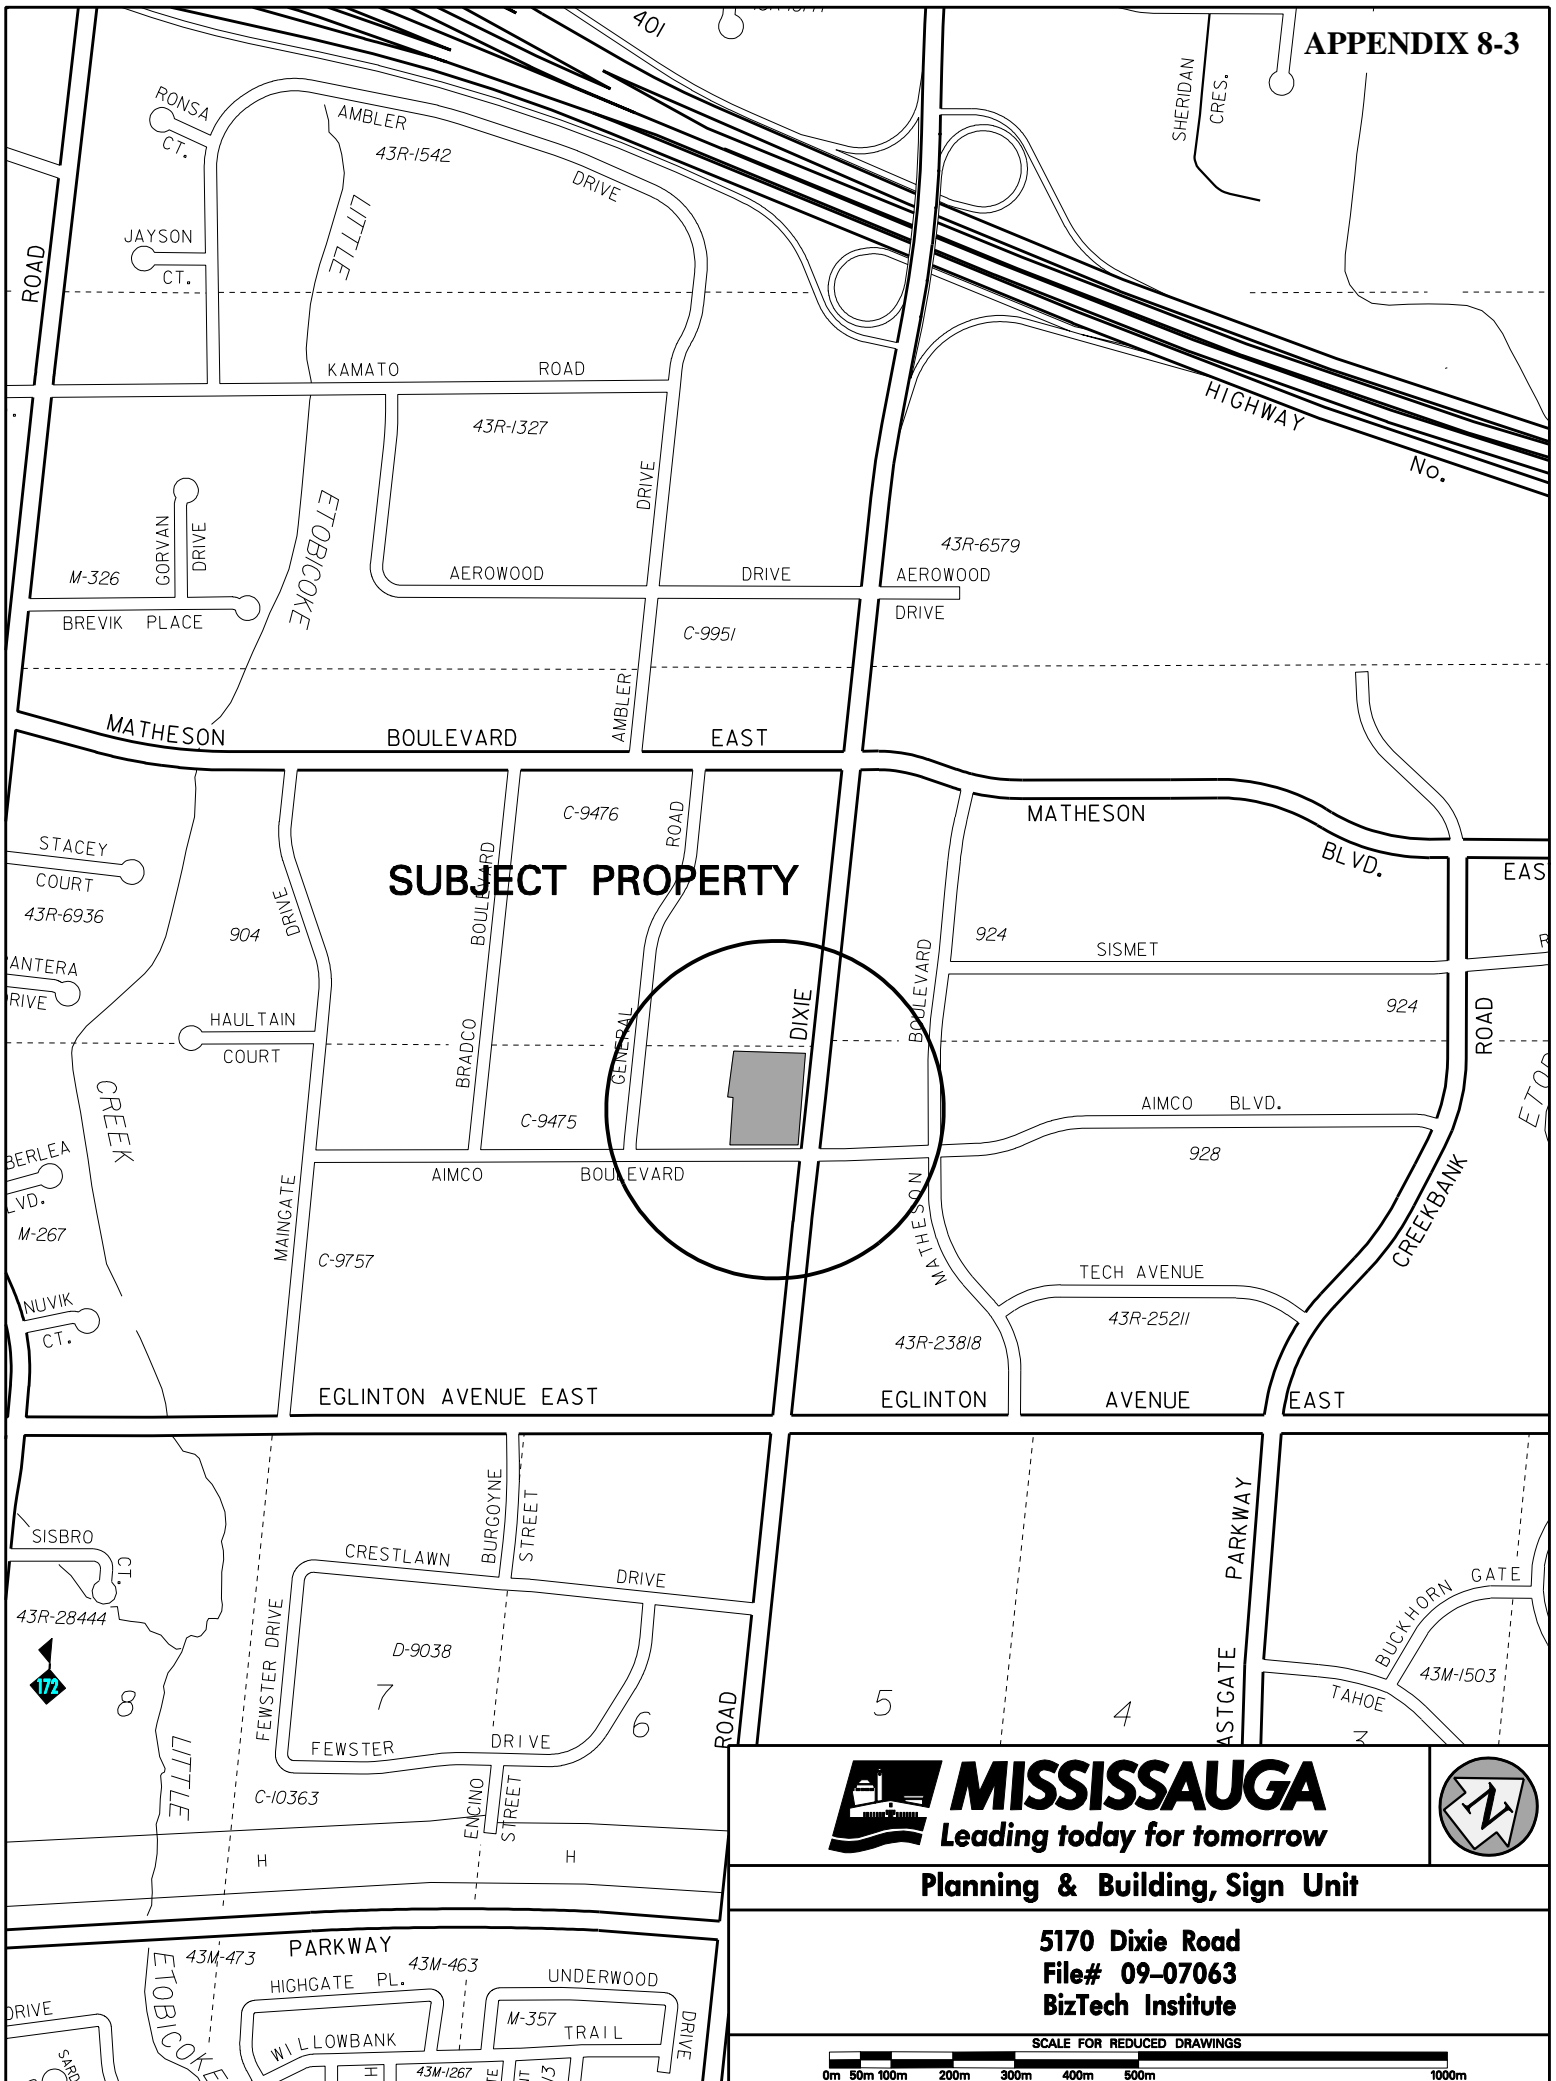 401
APPENDIX 8-3
SHERIDAN
CRES.
RONSA
CT.
AMBLER
43R-1542
DRIVE
LITTLE
JAYSON
CT.
ROAD
KAMATO ROAD
HIGHWAY
No.
43R-1327
DRIVE
ETOBICOKE
GORVAN
DRIVE
M-326
BREVIK PLACE
AEROWOOD DRIVE
43R-6579
AEROWOOD
DRIVE
C-9951
AMBLER
MATHESON BOULEVARD EAST
MATHESON
BLVD.
EAS
C-9476
ROAD
STACEY
COURT
43R-6936
BOULEVARD
SUBJECT PROPERTY
DRIVE
904
924
SISMET
BOULEVARD
ANTERA
RIVE
DIXIE
924
ROAD
HAULTAIN
COURT
BRADCO
GENERAL
CREEK
C-9475
AIMCO BLVD.
928
BERLEA
LVD.
M-267
AIMCO BOULEVARD
MAINGATE
MATHESON
CREEKBANK
C-9757
TECH AVENUE
43R-25211
NUVIK
CT.
43R-23818
EGLINTON AVENUE EAST
EGLINTON AVENUE EAST
SISBRO
CT.
43R-28444
172
8
CRESTLAWN
BURGOYNE
STREET
DRIVE
PARKWAY
BUCKHORN
GATE
FEWSTER DRIVE
D-9038
7
6
ROAD
5
4
ASTGATE
43M-1503
TAHOE
3
LITTLE
FEWSTER DRIVE
C-10363
ENCINO
STREET
H
H
MISSISSAUGA
Leading today for tomorrow
N
Planning & Building, Sign Unit
5170 Dixie Road
File# 09-07063
BizTech Institute
SCALE FOR REDUCED DRAWINGS
0m 50m 100m 200m 300m 400m 500m 1000m
PARKWAY
43M-473
43M-463
HIGHGATE PL.
UNDERWOOD
ETOBICOKE
DRIVE
M-357
TRAIL
DRIVE
WILLOWBANK
SARD
43M-1267
H